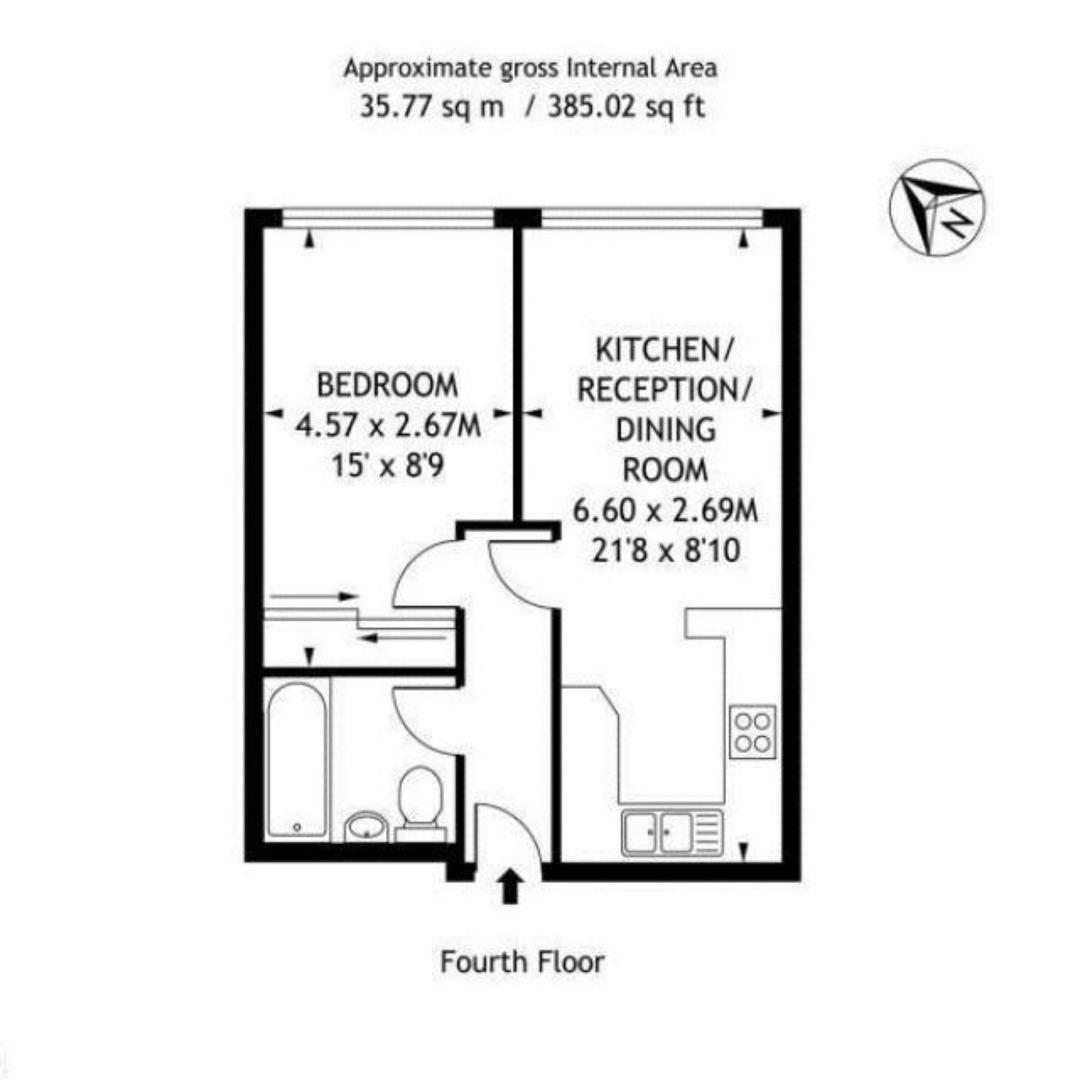 Approximate gross Internal Area
35.77 sq m / 385.02 sq ft
N
BEDROOM
4.57 x 2.67M
15' x 8'9
KITCHEN/
RECEPTION/
DINING
ROOM
6.60 x 2.69M
21'8 x 8'10
Fourth Floor